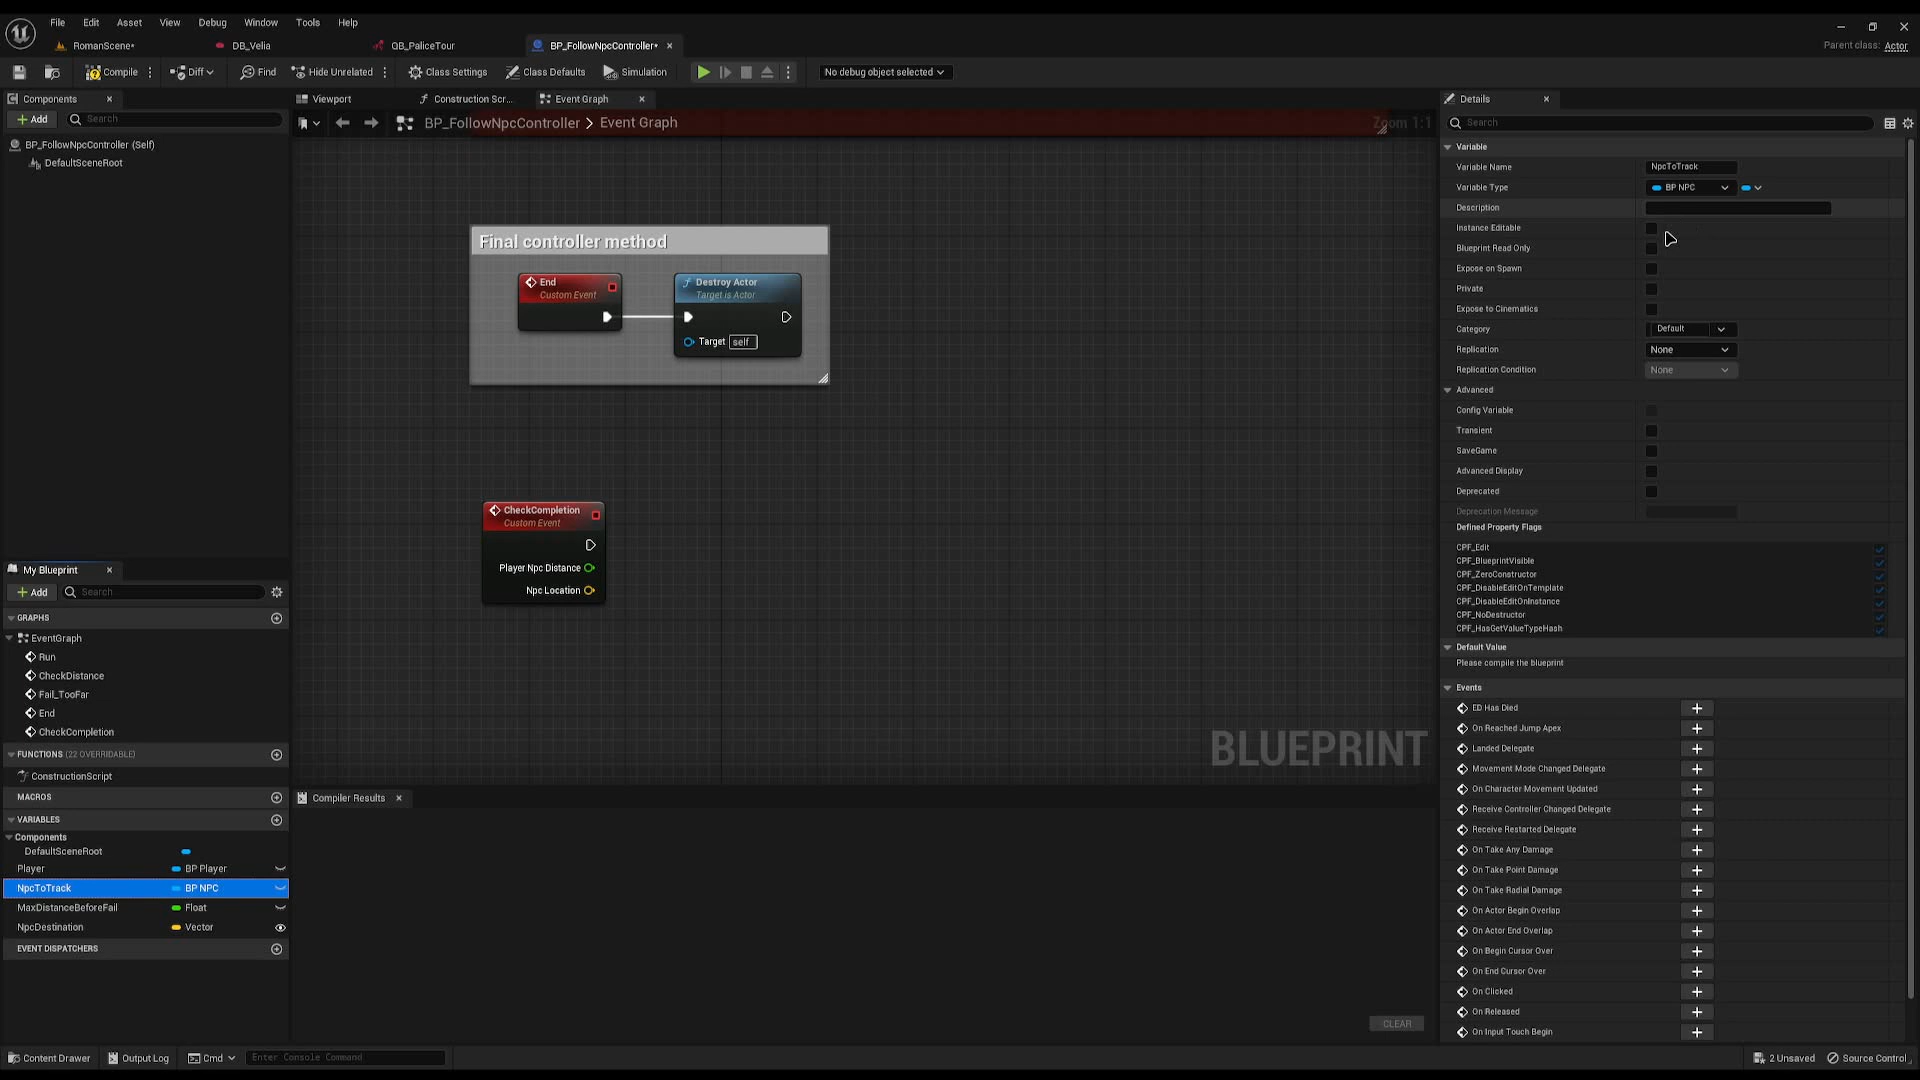 File Edit Asset View Debug Window Tools Help
RomanScene* DB_Velia QB_PaliceTour BP_FollowNpcController*
Parent class: Actor
Compile Diff Find Hide Unrelated Class Settings Class Defaults Simulation No debug object selected
Components
Add Search
BP_FollowNpcController (Self)
DefaultSceneRoot
My Blueprint
Add Search
GRAPHS
EventGraph
Run
CheckDistance
Fail_TooFar
End
CheckCompletion
FUNCTIONS (22 OVERRIDABLE)
ConstructionScript
MACROS
VARIABLES
Components
DefaultSceneRoot
Player BP Player
NpcToTrack BP NPC
MaxDistanceBeforeFail Float
NpcDestination Vector
EVENT DISPATCHERS
Viewport Construction Scr... Event Graph
BP_FollowNpcController > Event Graph Zoom 1:1
Final controller method
End
Custom Event
Destroy Actor
Target is Actor
Target self
CheckCompletion
Custom Event
Player Npc Distance
Npc Location
BLUEPRINT
Compiler Results
CLEAR
Details
Search
Variable
Variable Name NpcToTrack
Variable Type BP NPC
Description
Instance Editable
Blueprint Read Only
Expose on Spawn
Private
Expose to Cinematics
Category Default
Replication None
Replication Condition None
Advanced
Config Variable
Transient
SaveGame
Advanced Display
Deprecated
Deprecation Message
Defined Property Flags
CPF_Edit
CPF_BlueprintVisible
CPF_ZeroConstructor
CPF_DisableEditOnTemplate
CPF_DisableEditOnInstance
CPF_NoDestructor
CPF_HasGetValueTypeHash
Default Value
Please compile the blueprint
Events
ED Has Died
On Reached Jump Apex
Landed Delegate
Movement Mode Changed Delegate
On Character Movement Updated
Receive Controller Changed Delegate
Receive Restarted Delegate
On Take Any Damage
On Take Point Damage
On Take Radial Damage
On Actor Begin Overlap
On Actor End Overlap
On Begin Cursor Over
On End Cursor Over
On Clicked
On Released
On Input Touch Begin
Content Drawer Output Log Cmd Enter Console Command 2 Unsaved Source Control